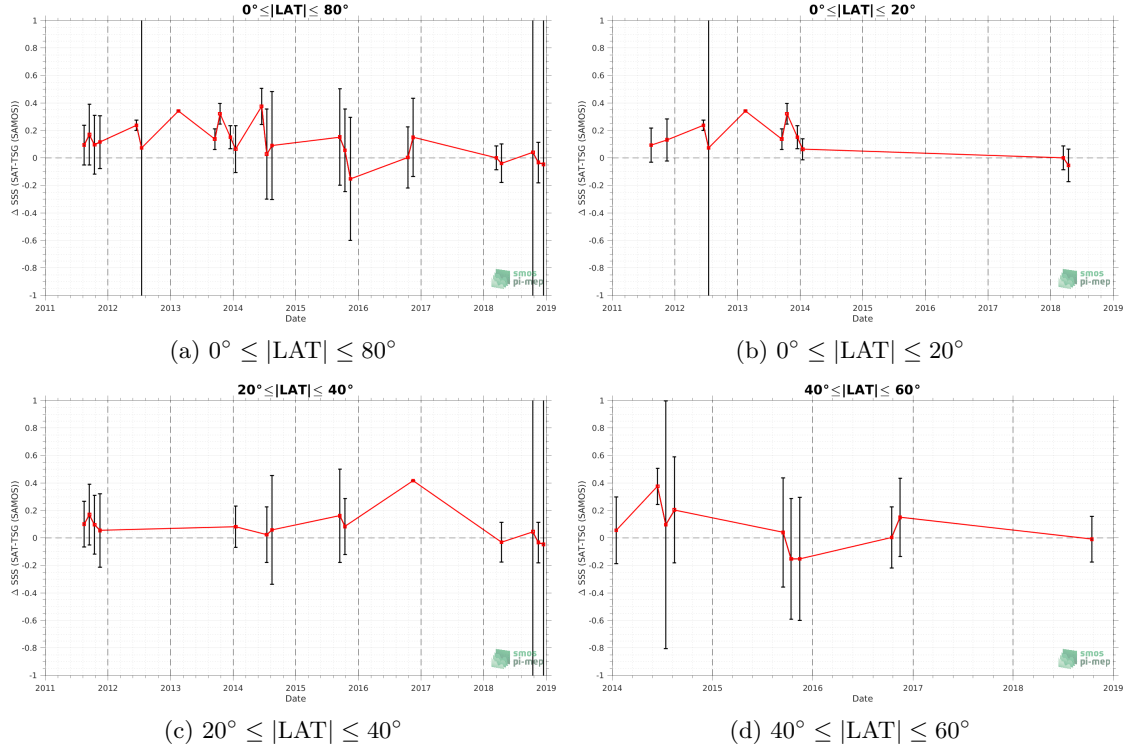 0°≤|LAT|≤ 80°
Δ SSS (SAT-TSG (SAMOS))
1
0.8
0.6
0.4
0.2
0
-0.2
-0.4
-0.6
-0.8
-1
2011 2012 2013 2014 2015 2016 2017 2018 2019
Date
smos
pi-mep
(a) 0° ≤ |LAT| ≤ 80°
0°≤|LAT|≤ 20°
Δ SSS (SAT-TSG (SAMOS))
1
0.8
0.6
0.4
0.2
0
-0.2
-0.4
-0.6
-0.8
-1
2011 2012 2013 2014 2015 2016 2017 2018 2019
Date
smos
pi-mep
(b) 0° ≤ |LAT| ≤ 20°
20°≤|LAT|≤ 40°
Δ SSS (SAT-TSG (SAMOS))
1
0.8
0.6
0.4
0.2
0
-0.2
-0.4
-0.6
-0.8
-1
2011 2012 2013 2014 2015 2016 2017 2018 2019
Date
smos
pi-mep
(c) 20° ≤ |LAT| ≤ 40°
40°≤|LAT|≤ 60°
Δ SSS (SAT-TSG (SAMOS))
1
0.8
0.6
0.4
0.2
0
-0.2
-0.4
-0.6
-0.8
-1
2014 2015 2016 2017 2018 2019
Date
smos
pi-mep
(d) 40° ≤ |LAT| ≤ 60°